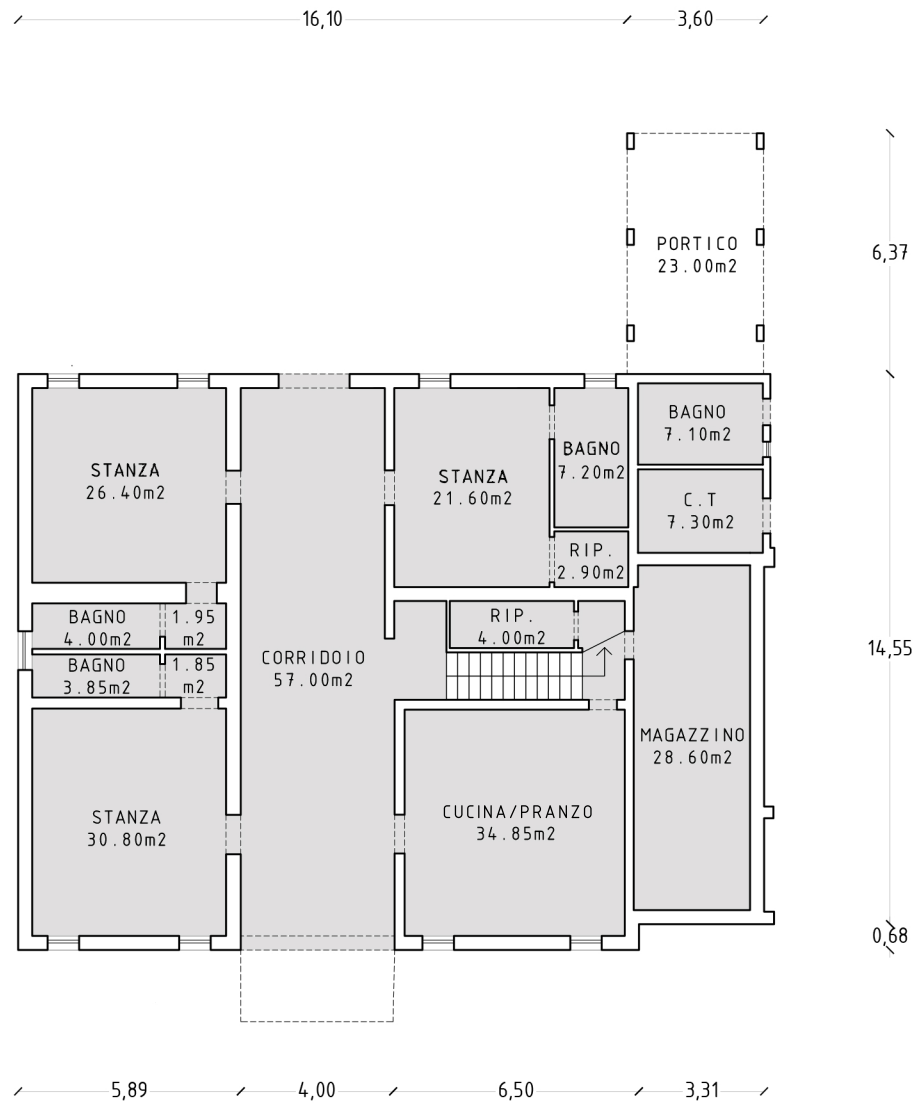 16,10
3,60
PORTICO
23.00m2
6,37
BAGNO
7.10m2
STANZA
26.40m2
STANZA
21.60m2
BAGNO
7.20m2
C.T
7.30m2
RIP.
2.90m2
BAGNO
4.00m2
1.95
m2
RIP.
4.00m2
BAGNO
3.85m2
1.85
m2
CORRIDOIO
57.00m2
14,55
MAGAZZINO
28.60m2
STANZA
30.80m2
CUCINA/PRANZO
34.85m2
0,68
5,89
4,00
6,50
3,31